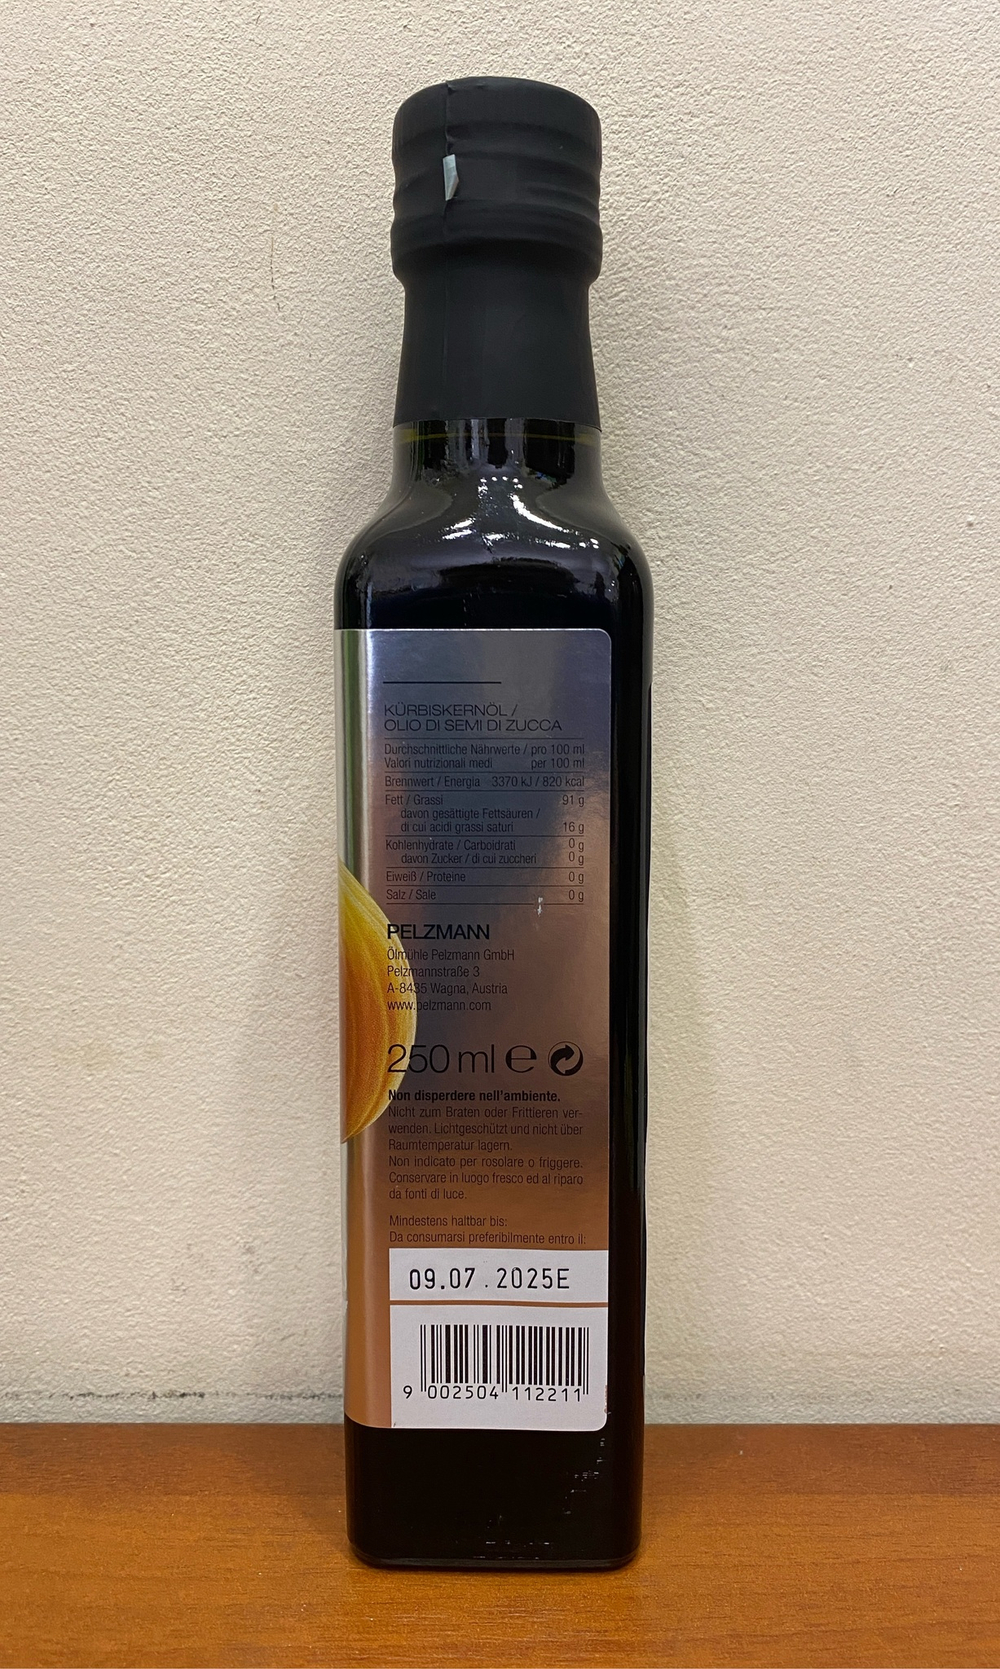 KÜRBISKERNÖL /
OLIO DI SEMI DI ZUCCA
Durchschnittliche Nährwerte / pro 100 ml
Valori nutrizionali medi per 100 ml
Brennwert / Energia 3370 kJ / 820 kcal
Fett / Grassi 91 g
davon gesättigte Fettsäuren /
di cui acidi grassi saturi 16 g
Kohlenhydrate / Carboidrati 0 g
davon Zucker / di cui zuccheri 0 g
Eiweiß / Proteine 0 g
Salz / Sale 0 g
PELZMANN
Ölmühle Pelzmann GmbH
Pelzmannstraße 3
A-8435 Wagna, Austria
www.pelzmann.com
250 ml ℮
Non disperdere nell'ambiente.
Nicht zum Braten oder Frittieren ver-
wenden. Lichtgeschützt und nicht über
Raumtemperatur lagern.
Non indicato per rosolare o friggere.
Conservare in luogo fresco ed al riparo
da fonti di luce.
Mindestens haltbar bis:
Da consumarsi preferibilmente entro il:
09.07.2025E
9 002504 112211